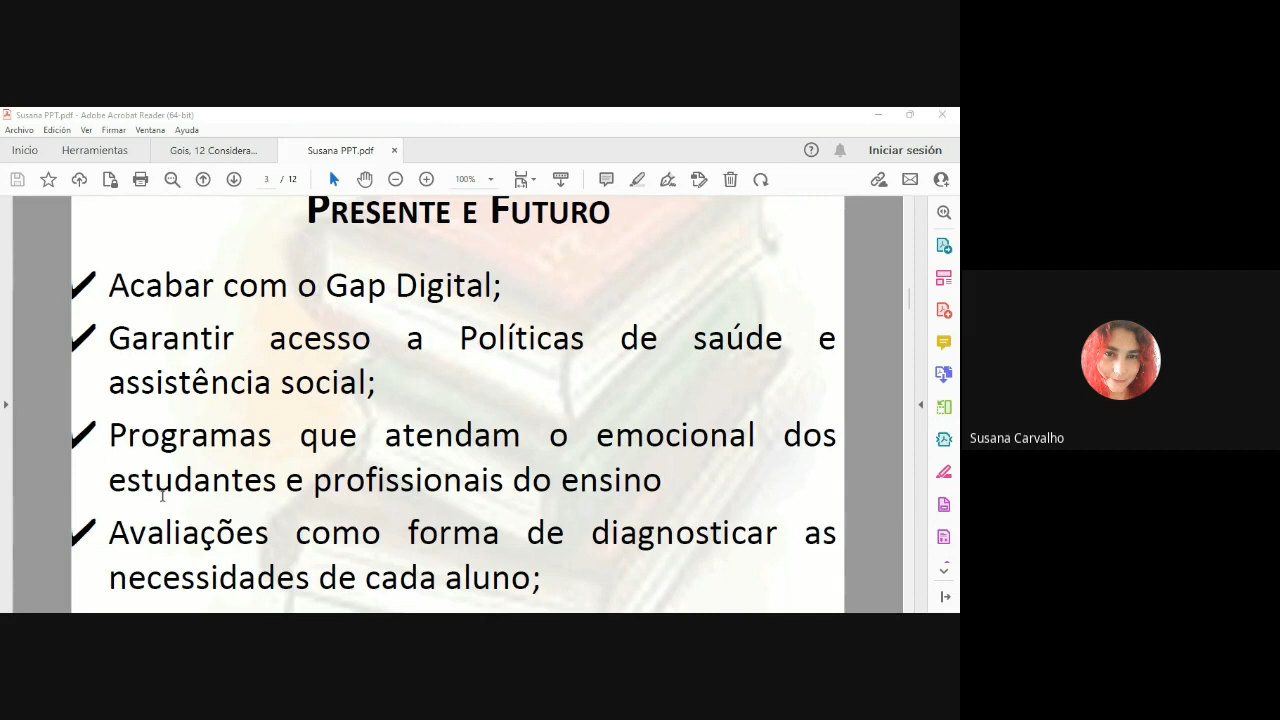 Susana PPT.pdf - Adobe Acrobat Reader (64-bit)
Archivo Edición Ver Firmar Ventana Ayuda
Inicio Herramientas Gois, 12 Considera... Susana PPT.pdf × Iniciar sesión
3 / 12 100%
PRESENTE E FUTURO
✓ Acabar com o Gap Digital;
✓ Garantir acesso a Políticas de saúde e
assistência social;
✓ Programas que atendam o emocional dos
estudantes e profissionais do ensino
✓ Avaliações como forma de diagnosticar as
necessidades de cada aluno;
Susana Carvalho